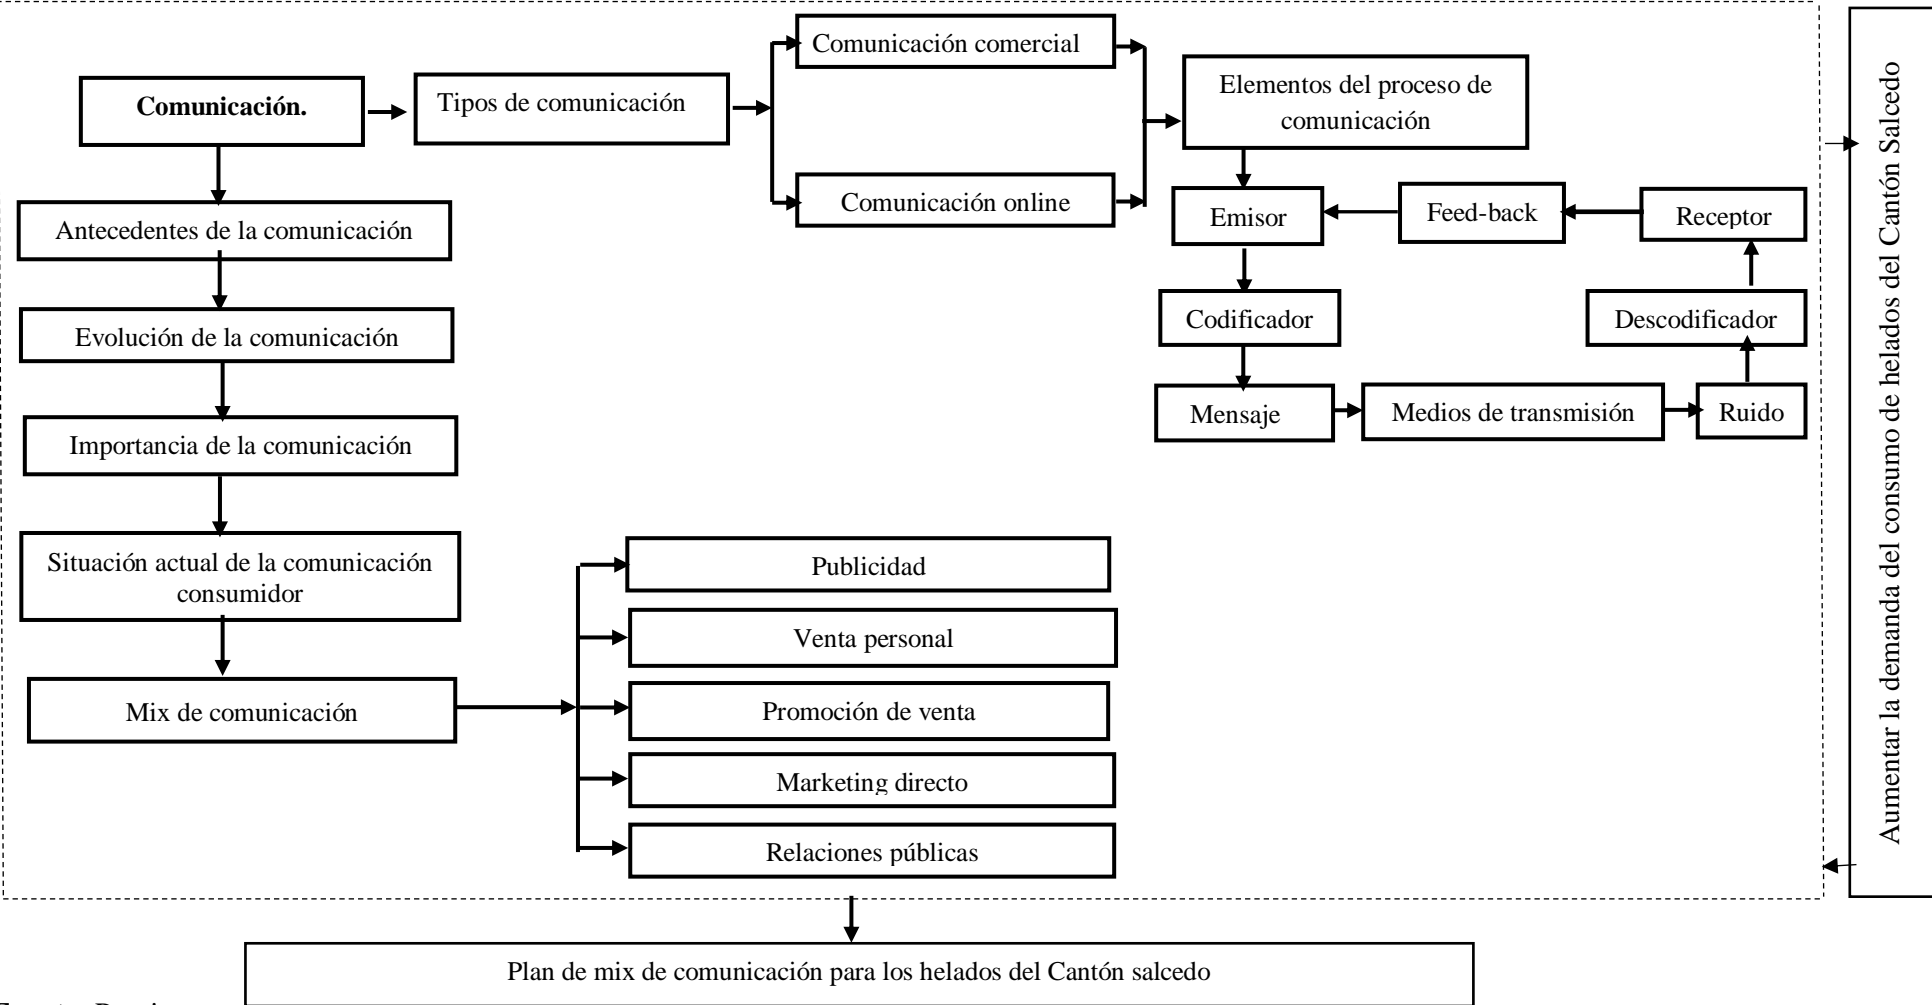 Comunicación.
Tipos de comunicación
Comunicación comercial
Comunicación online
Elementos del proceso de
comunicación
Emisor
Feed-back
Receptor
Codificador
Descodificador
Mensaje
Medios de transmisión
Ruido
Antecedentes de la comunicación
Evolución de la comunicación
Importancia de la comunicación
Situación actual de la comunicación
consumidor
Mix de comunicación
Publicidad
Venta personal
Promoción de venta
Marketing directo
Relaciones públicas
Aumentar la demanda del consumo de helados del Cantón Salcedo
Plan de mix de comunicación para los helados del Cantón salcedo